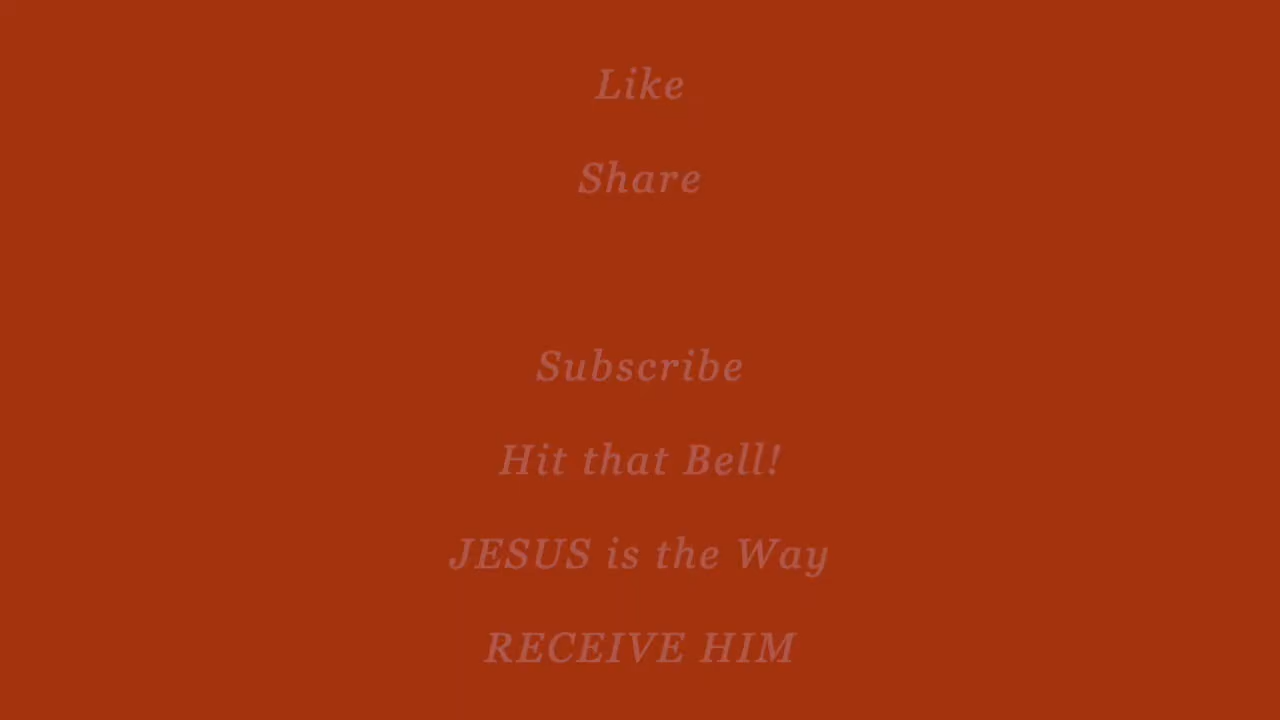 Like
Share
Subscribe
Hit that Bell!
JESUS is the Way
RECEIVE HIM